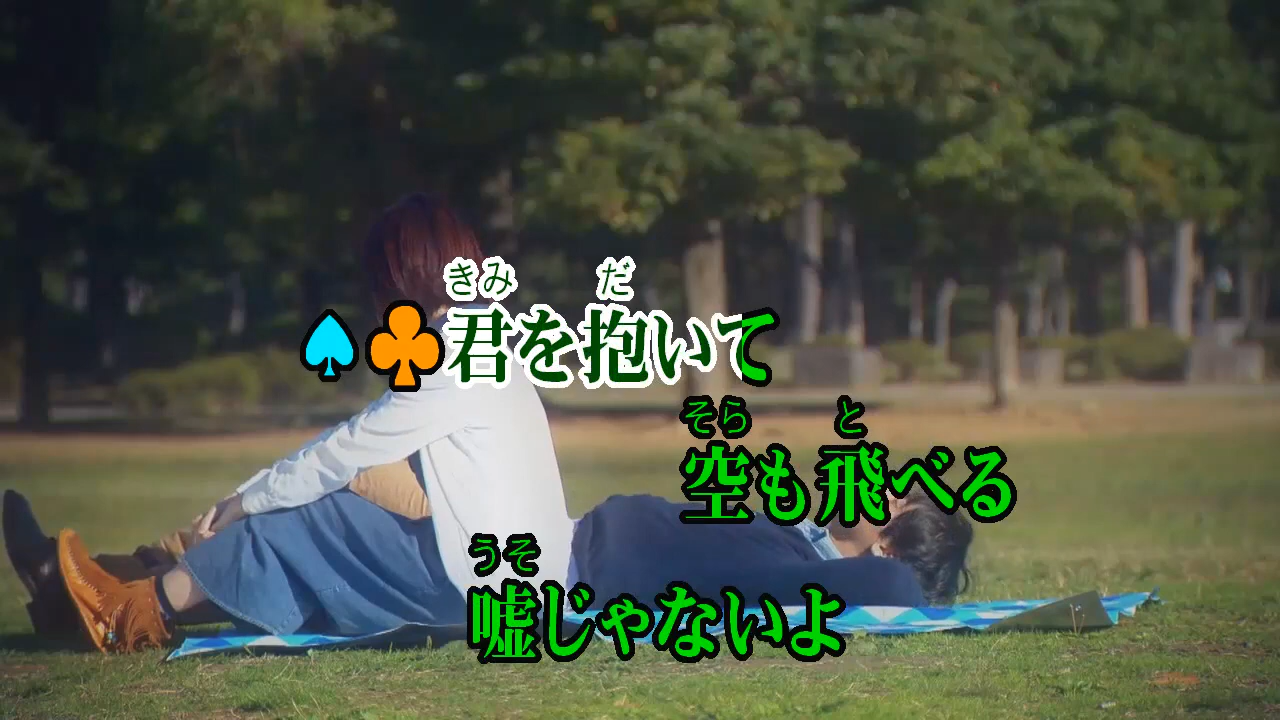 きみ だ
♠♣君を抱いて
そら と
空も飛べる
うそ
嘘じゃないよ